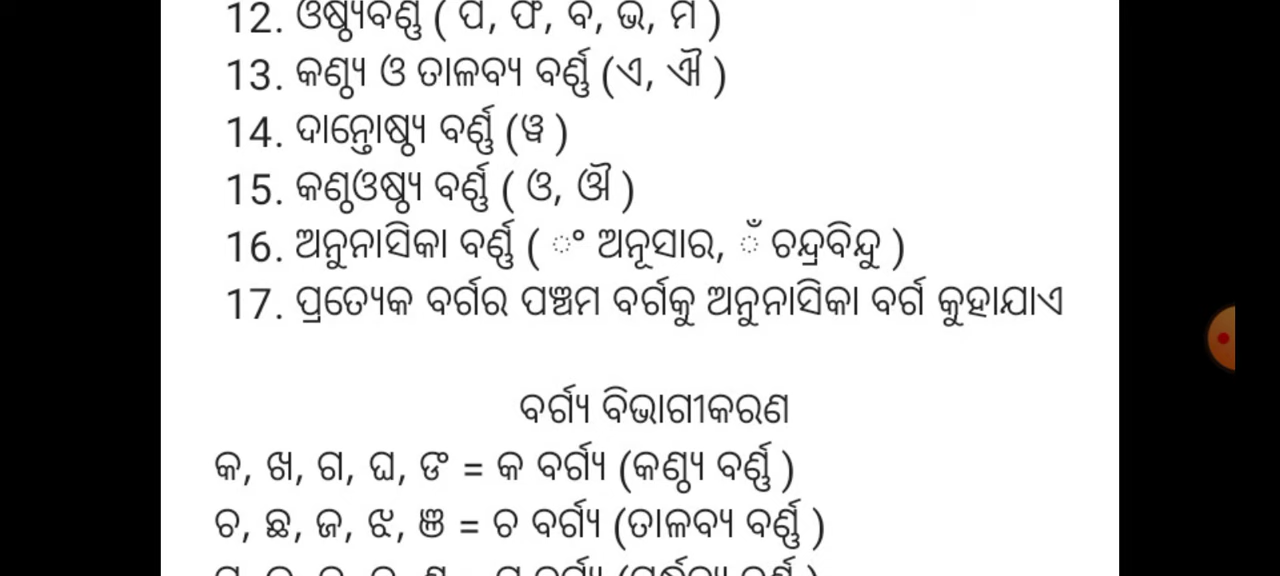 12. ଓଷ୍ଠ୍ୟବର୍ଣ୍ଣ ( ପ, ଫ, ବ, ଭ, ମ )
13. କଣ୍ଠ୍ୟ ଓ ତାଳବ୍ୟ ବର୍ଣ୍ଣ (ଏ, ଐ )
14. ଦାନ୍ତୋଷ୍ଠ୍ୟ ବର୍ଣ୍ଣ (ୱ )
15. କଣ୍ଠଓଷ୍ଠ୍ୟ ବର୍ଣ୍ଣ ( ଓ, ଔ )
16. ଅନୁନାସିକା ବର୍ଣ୍ଣ ( ଂ ଅନୂସାର, ଁ ଚନ୍ଦ୍ରବିନ୍ଦୁ )
17. ପ୍ରତ୍ୟେକ ବର୍ଗର ପଞ୍ଚମ ବର୍ଗକୁ ଅନୁନାସିକା ବର୍ଗ କୁହାଯାଏ
ବର୍ଗ୍ୟ ବିଭାଗୀକରଣ
କ, ଖ, ଗ, ଘ, ଙ = କ ବର୍ଗ୍ୟ (କଣ୍ଠ୍ୟ ବର୍ଣ୍ଣ )
ଚ, ଛ, ଜ, ଝ, ଞ = ଚ ବର୍ଗ୍ୟ (ତାଳବ୍ୟ ବର୍ଣ୍ଣ )